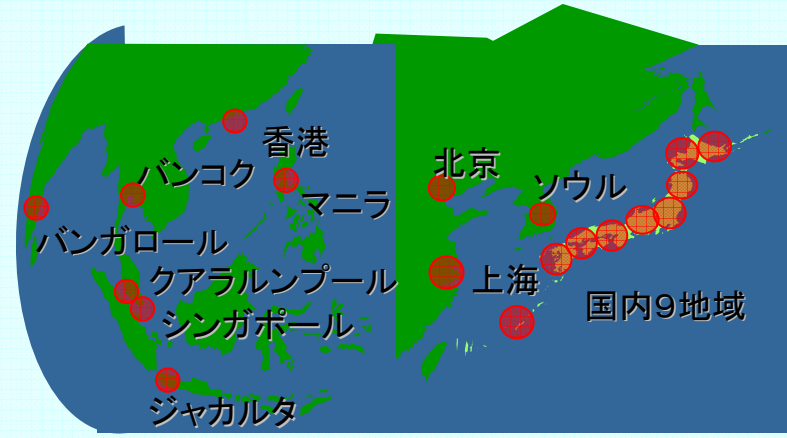 香港
バンコク
マニラ
バンガロール
クアラルンプール
シンガポール
ジャカルタ
北京
ソウル
上海
国内9地域